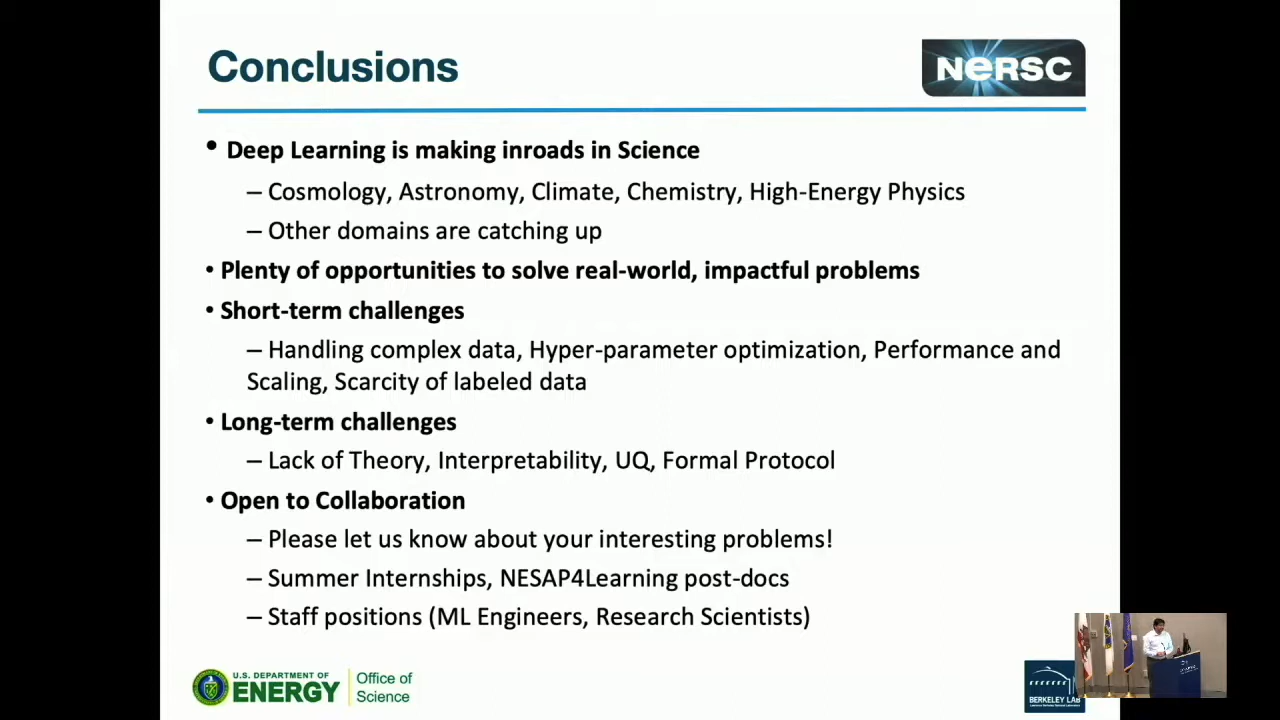 Conclusions
NERSC
• Deep Learning is making inroads in Science
– Cosmology, Astronomy, Climate, Chemistry, High-Energy Physics
– Other domains are catching up
• Plenty of opportunities to solve real-world, impactful problems
• Short-term challenges
– Handling complex data, Hyper-parameter optimization, Performance and
Scaling, Scarcity of labeled data
• Long-term challenges
– Lack of Theory, Interpretability, UQ, Formal Protocol
• Open to Collaboration
– Please let us know about your interesting problems!
– Summer Internships, NESAP4Learning post-docs
– Staff positions (ML Engineers, Research Scientists)
U.S. DEPARTMENT OF
ENERGY
Office of
Science
BERKELEY LAB